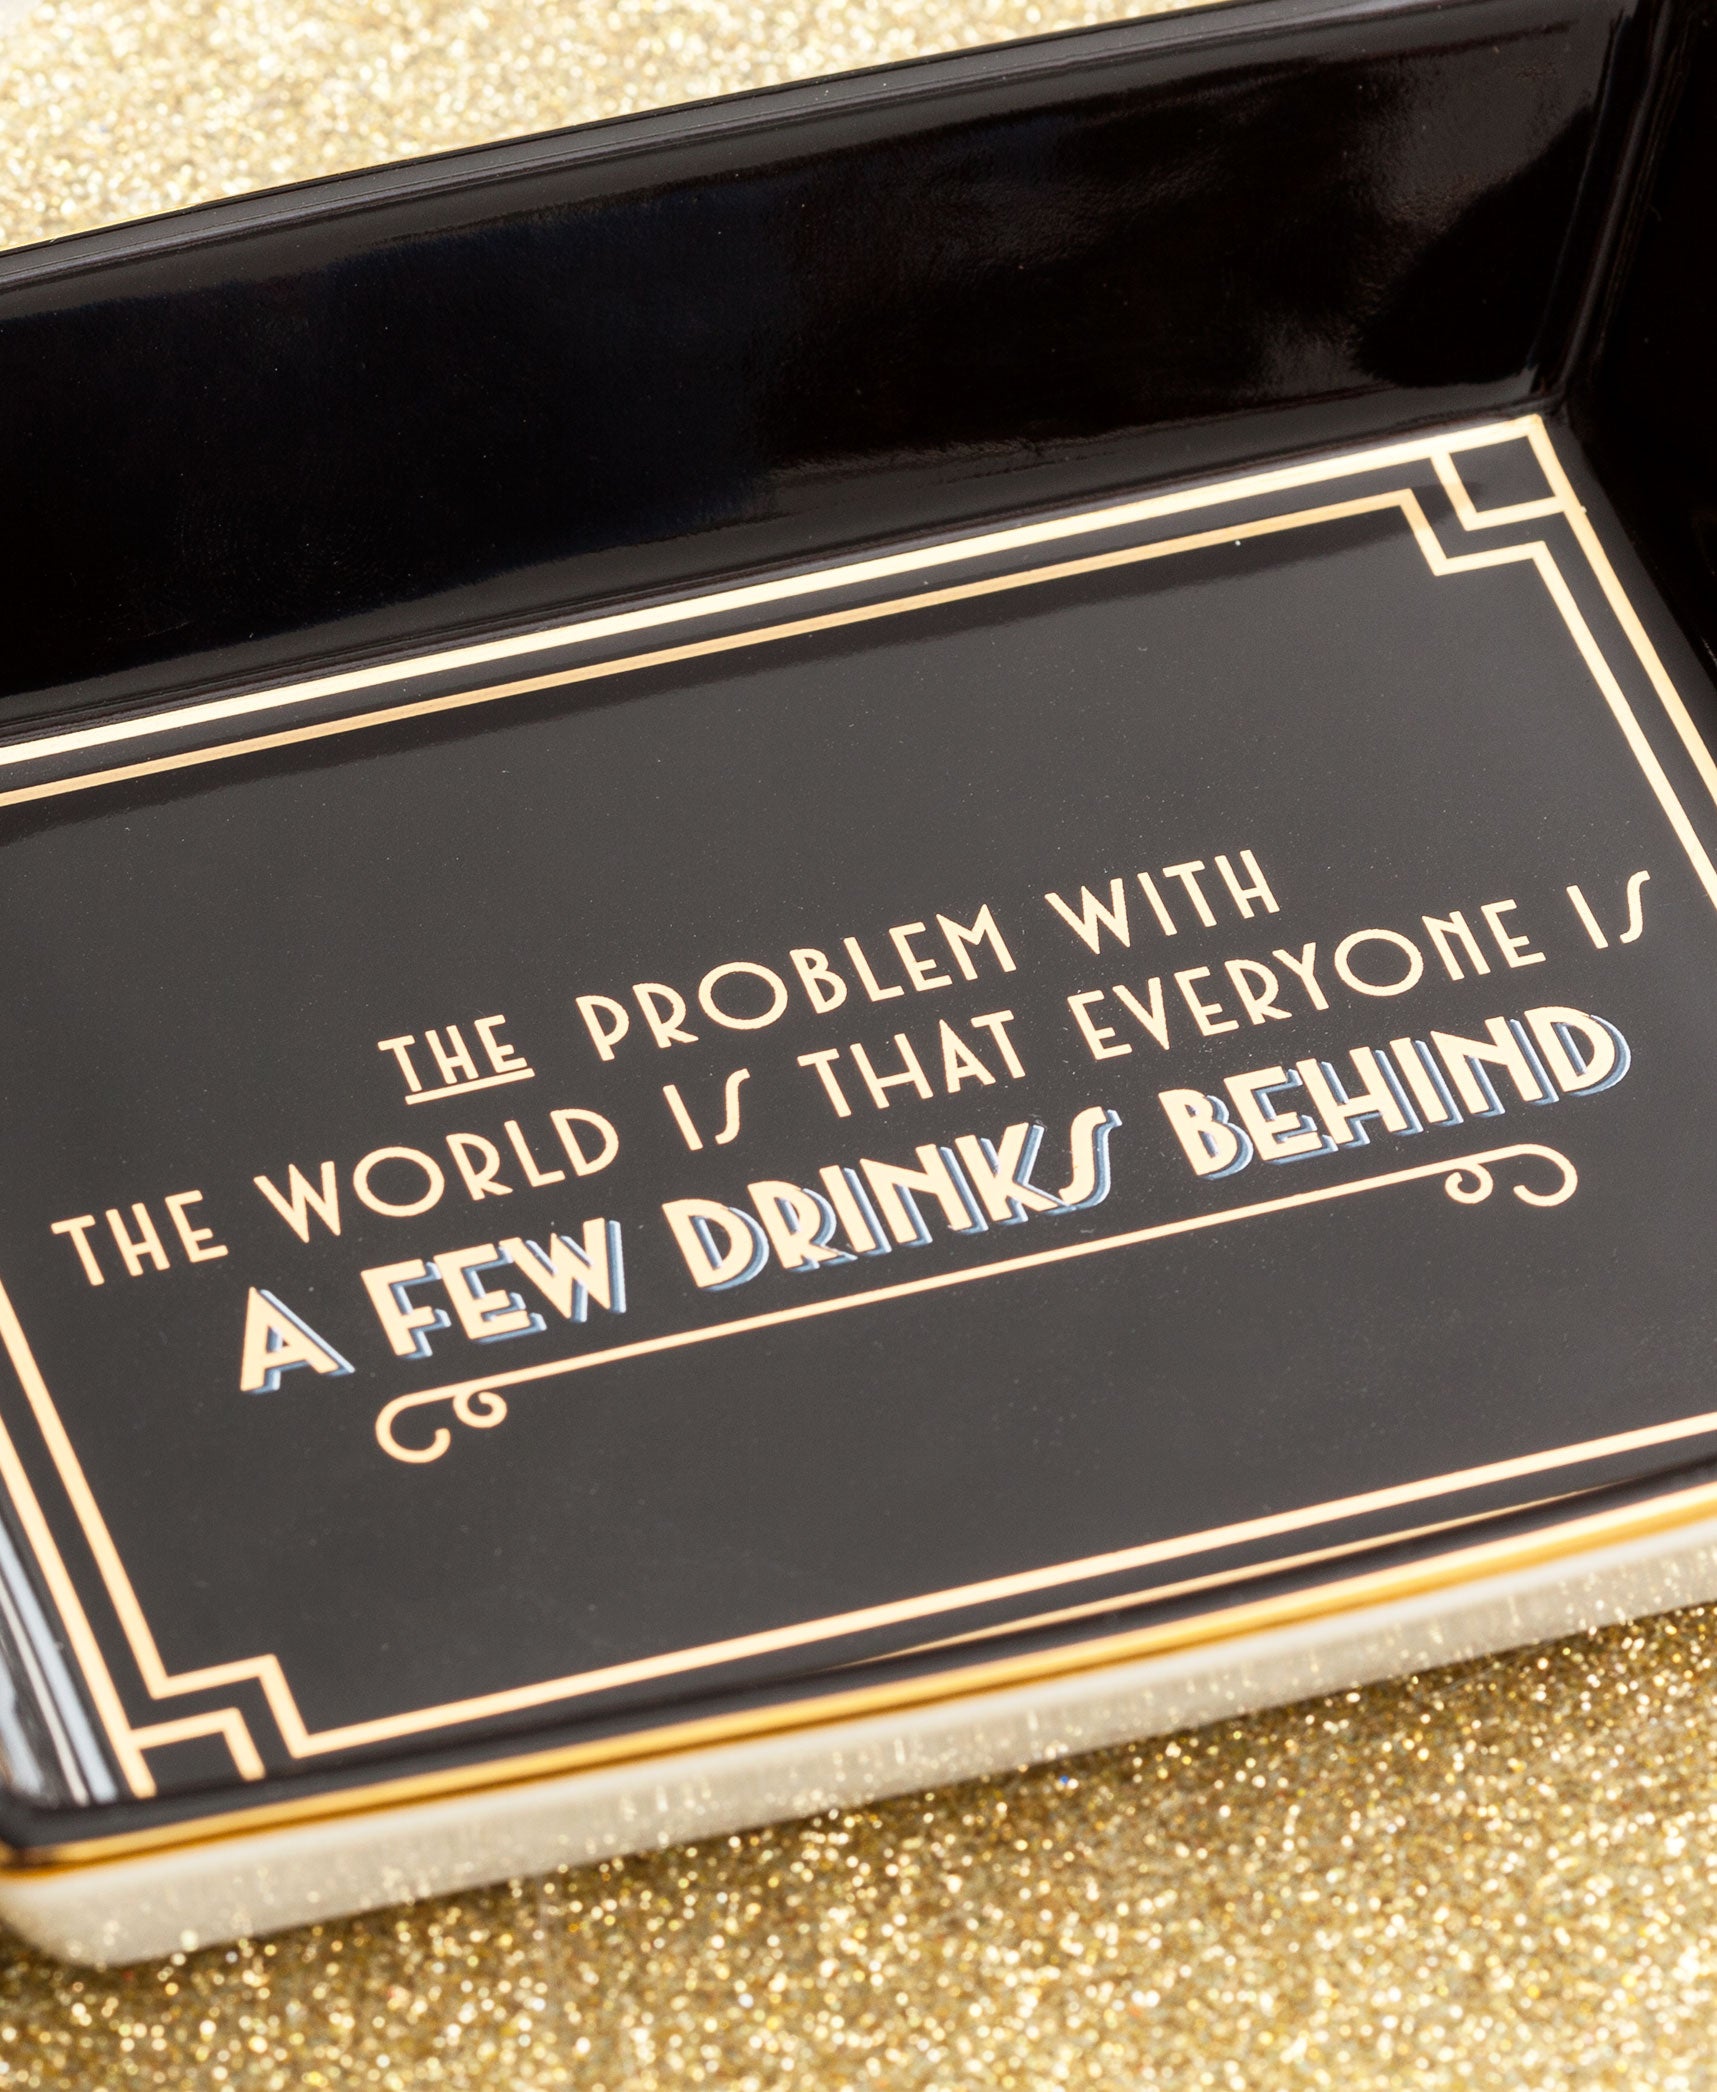 THE PROBLEM WITH
THE WORLD IS THAT EVERYONE IS
A FEW DRINKS BEHIND